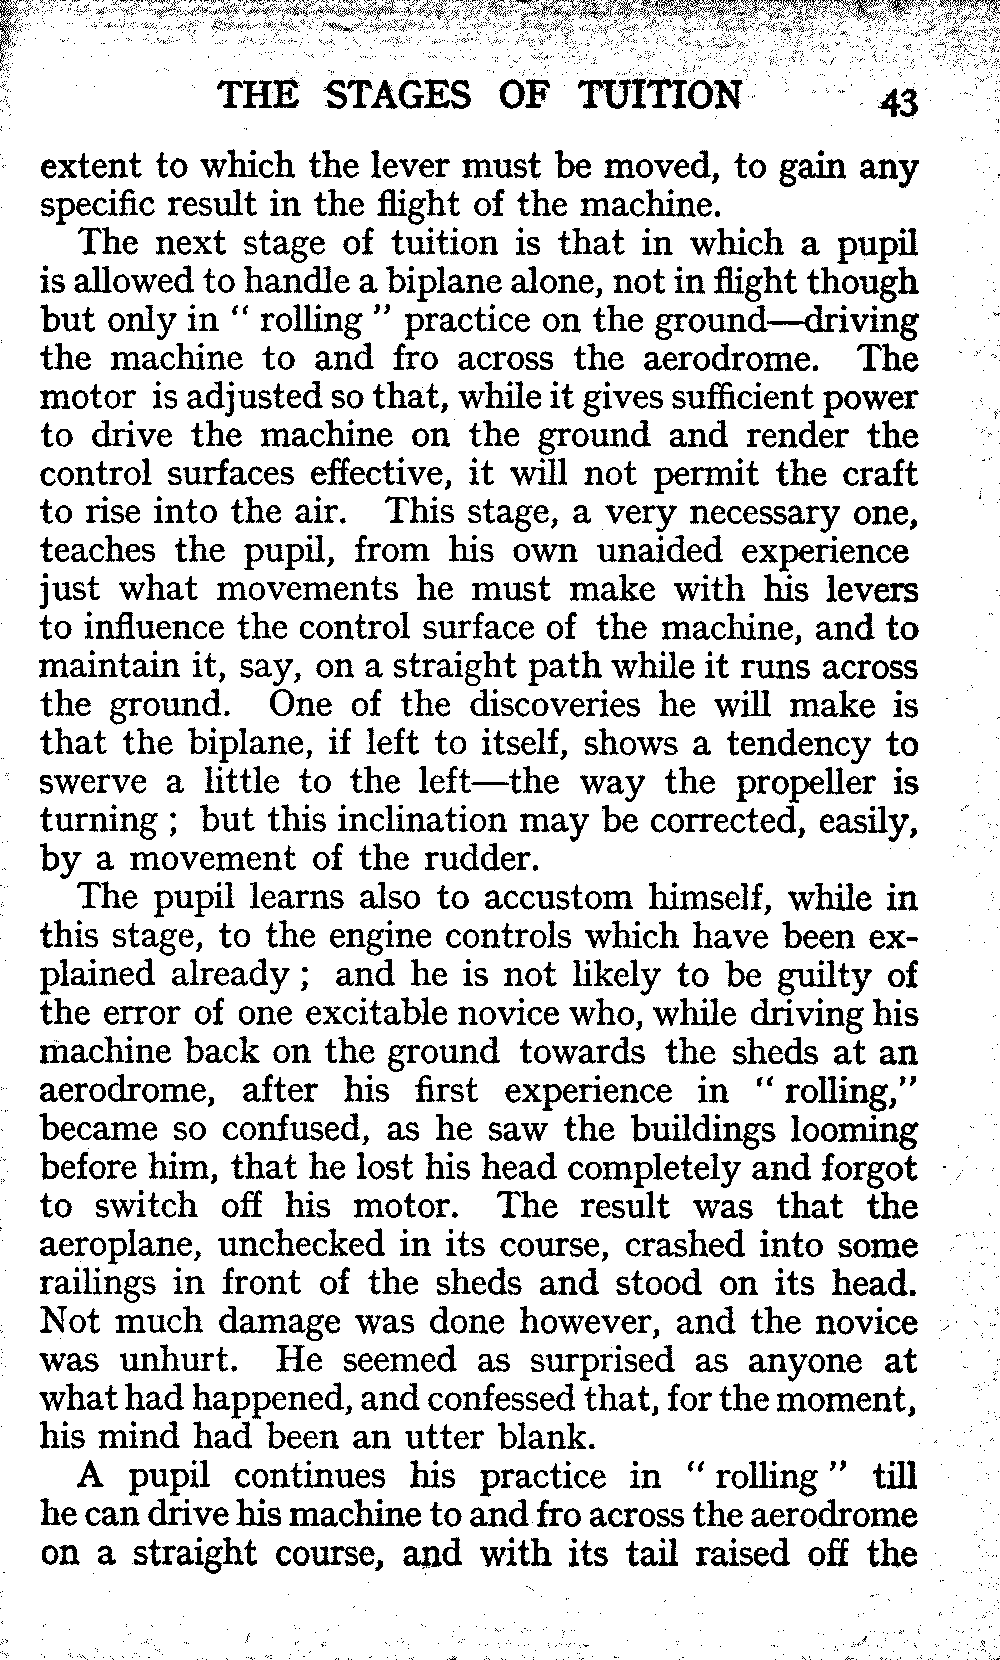 THE STAGES OF TUITION 43
extent to which the lever must be moved, to gain any
specific result in the flight of the machine.
The next stage of tuition is that in which a pupil
is allowed to handle a biplane alone, not in flight though
but only in “ rolling ” practice on the ground—driving
the machine to and fro across the aerodrome. The
motor is adjusted so that, while it gives sufficient power
to drive the machine on the ground and render the
control surfaces effective, it will not permit the craft
to rise into the air. This stage, a very necessary one,
teaches the pupil, from his own unaided experience
just what movements he must make with his levers
to influence the control surface of the machine, and to
maintain it, say, on a straight path while it runs across
the ground. One of the discoveries he will make is
that the biplane, if left to itself, shows a tendency to
swerve a little to the left—the way the propeller is
turning ; but this inclination may be corrected, easily,
by a movement of the rudder.
The pupil learns also to accustom himself, while in
this stage, to the engine controls which have been ex-
plained already ; and he is not likely to be guilty of
the error of one excitable novice who, while driving his
machine back on the ground towards the sheds at an
aerodrome, after his first experience in “ rolling,”
became so confused, as he saw the buildings looming
before him, that he lost his head completely and forgot
to switch off his motor. The result was that the
aeroplane, unchecked in its course, crashed into some
railings in front of the sheds and stood on its head.
Not much damage was done however, and the novice
was unhurt. He seemed as surprised as anyone at
what had happened, and confessed that, for the moment,
his mind had been an utter blank.
A pupil continues his practice in “ rolling ” till
he can drive his machine to and fro across the aerodrome
on a straight course, and with its tail raised off the